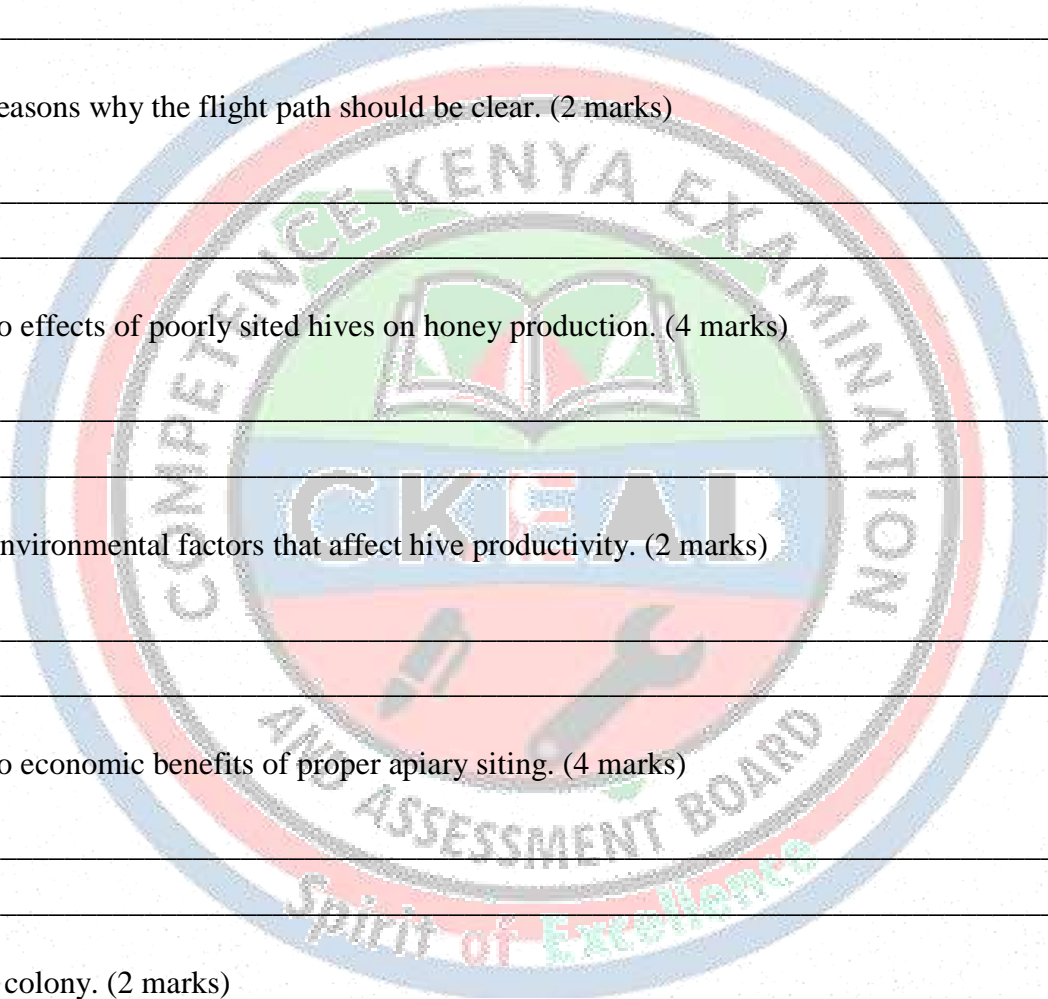 easons why the flight path should be clear. (2 marks)
COMPETENCE KENYA EXAMINATION
o effects of poorly sited hives on honey production. (4 marks)
CKEAB
nvironmental factors that affect hive productivity. (2 marks)
o economic benefits of proper apiary siting. (4 marks)
AND ASSESSMENT BOARD
Spirit of Excellence
colony. (2 marks)